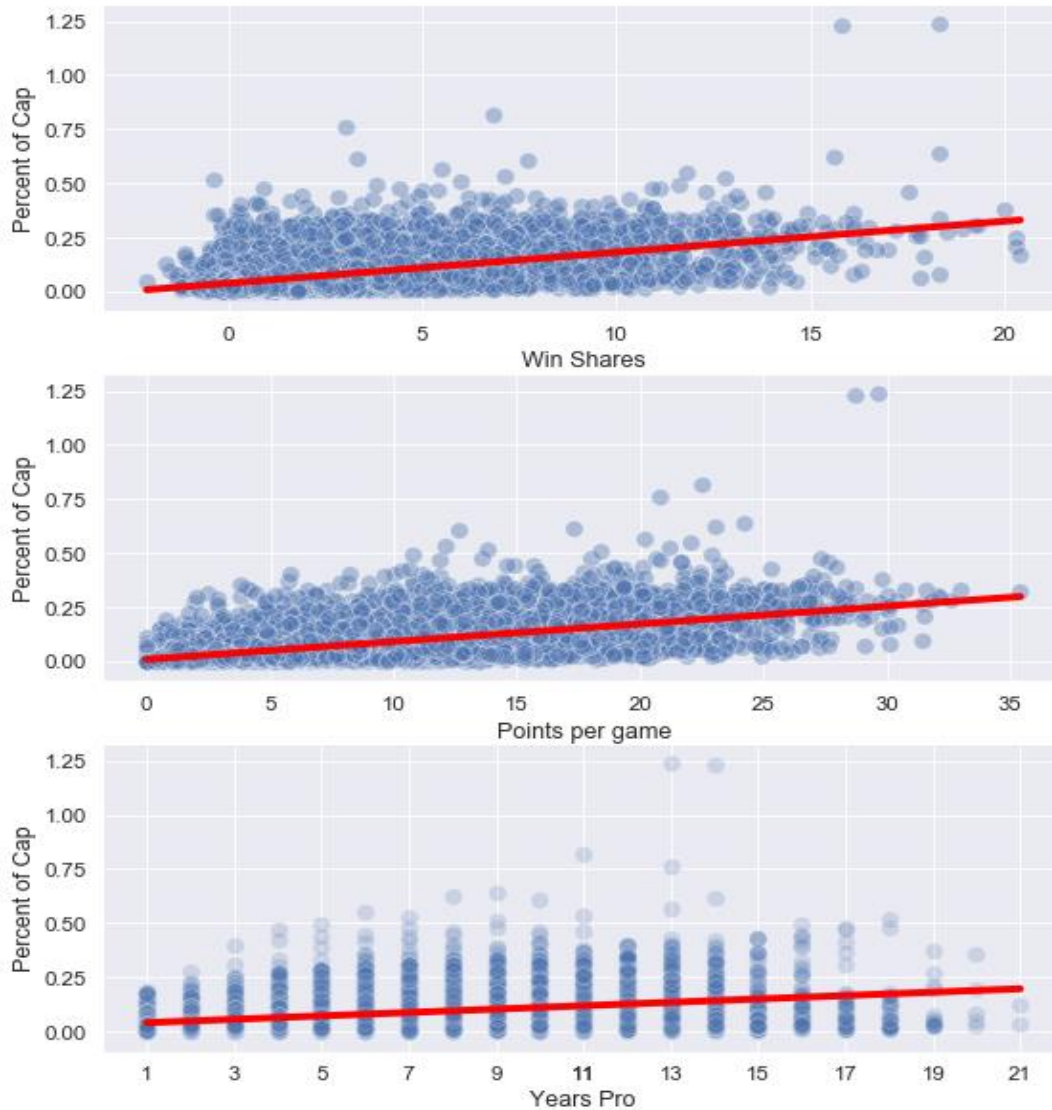 1.25
1.00
0.75
0.50
0.25
0.00
Percent of Cap
0 5 10 15 20
Win Shares
1.25
1.00
0.75
0.50
0.25
0.00
Percent of Cap
0 5 10 15 20 25 30 35
Points per game
1.25
1.00
0.75
0.50
0.25
0.00
Percent of Cap
1 3 5 7 9 11 13 15 17 19 21
Years Pro